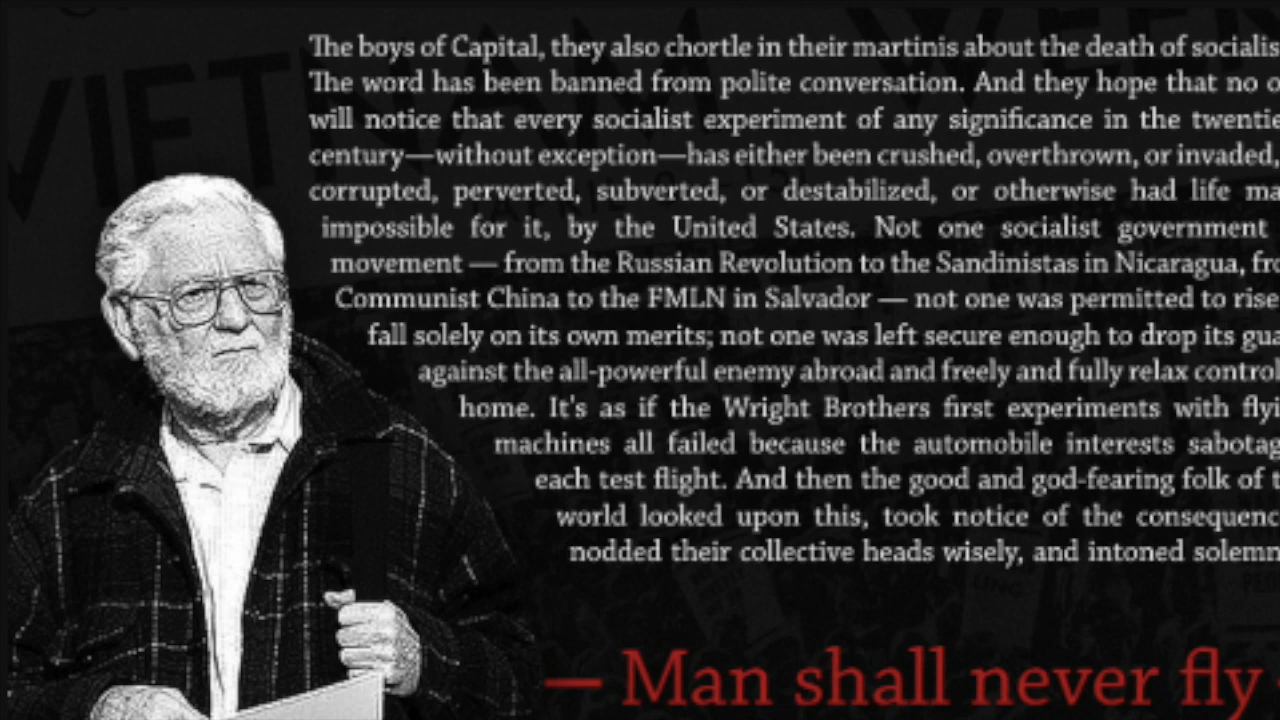 VIETNAM WEEK
The boys of Capital, they also chortle in their martinis about the death of socialis
The word has been banned from polite conversation. And they hope that no o
will notice that every socialist experiment of any significance in the twentie
century—without exception—has either been crushed, overthrown, or invaded,
corrupted, perverted, subverted, or destabilized, or otherwise had life ma
impossible for it, by the United States. Not one socialist government
movement — from the Russian Revolution to the Sandinistas in Nicaragua, fro
Communist China to the FMLN in Salvador — not one was permitted to rise
fall solely on its own merits; not one was left secure enough to drop its gua
against the all-powerful enemy abroad and freely and fully relax control
home. It's as if the Wright Brothers first experiments with flyi
machines all failed because the automobile interests sabotag
each test flight. And then the good and god-fearing folk of t
world looked upon this, took notice of the consequenc
nodded their collective heads wisely, and intoned solemn
— Man shall never fly -